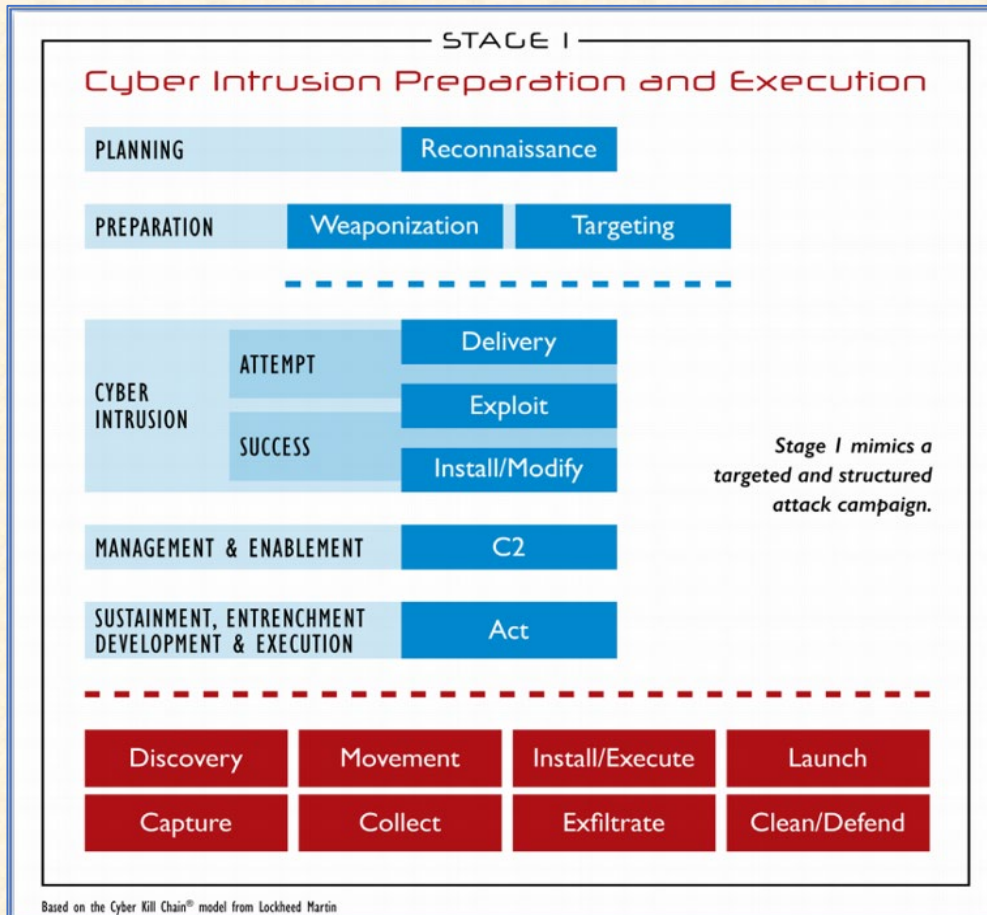 STAGE 1
Cyber Intrusion Preparation and Execution
PLANNING
Reconnaissance
PREPARATION
Weaponization
Targeting
CYBER
INTRUSION
ATTEMPT
SUCCESS
Delivery
Exploit
Install/Modify
Stage 1 mimics a
targeted and structured
attack campaign.
MANAGEMENT & ENABLEMENT
C2
SUSTAINMENT, ENTRENCHMENT
DEVELOPMENT & EXECUTION
Act
Discovery
Movement
Install/Execute
Launch
Capture
Collect
Exfiltrate
Clean/Defend
Based on the Cyber Kill Chain® model from Lockheed Martin